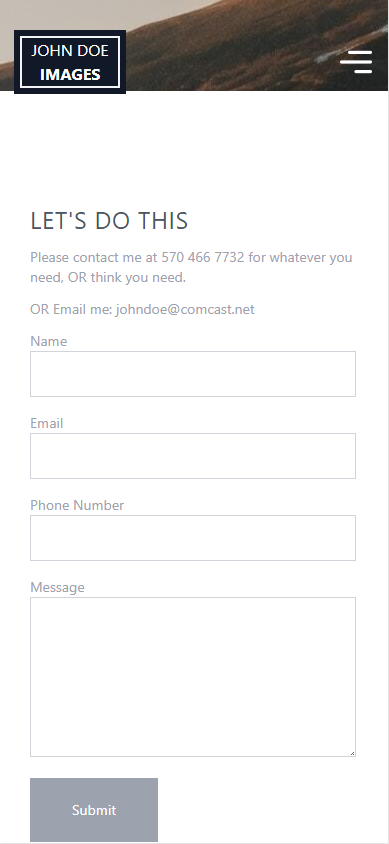 JOHN DOE
IMAGES
LET'S DO THIS
Please contact me at 570 466 7732 for whatever you
need, OR think you need.
OR Email me: johndoe@comcast.net
Name
Email
Phone Number
Message
Submit